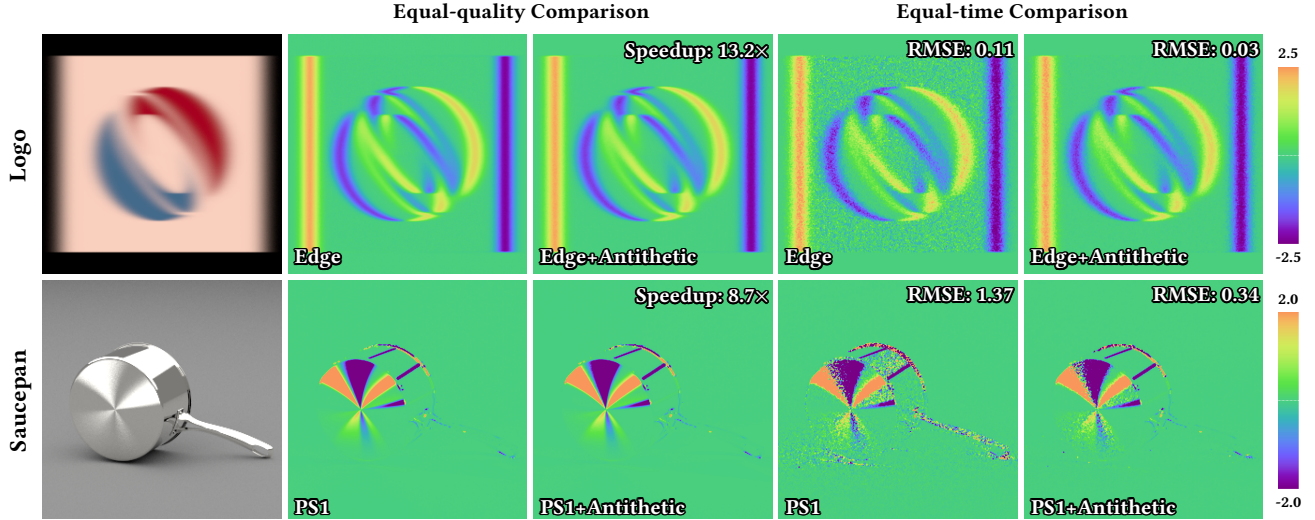 Equal-quality Comparison
Equal-time Comparison
Logo
Speedup: 13.2×
RMSE: 0.11
RMSE: 0.03
Edge
Edge+Antithetic
Edge
Edge+Antithetic
2.5
-2.5
Saucepan
Speedup: 8.7×
RMSE: 1.37
RMSE: 0.34
PS1
PS1+Antithetic
PS1
PS1+Antithetic
2.0
-2.0